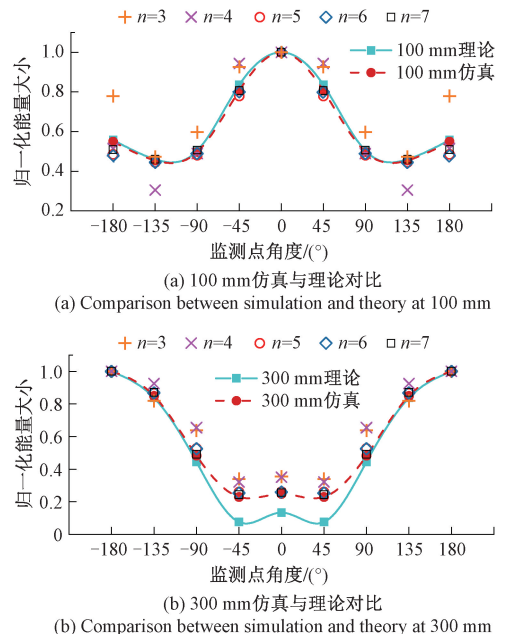 n=3 n=4 n=5 n=6 n=7
归一化能量大小
1.0
0.8
0.6
0.4
0.2
100 mm理论
100 mm仿真
−180 −135 −90 −45 0 45 90 135 180
监测点角度/(°)
(a) 100 mm仿真与理论对比
(a) Comparison between simulation and theory at 100 mm
n=3 n=4 n=5 n=6 n=7
归一化能量大小
1.0
0.8
0.6
0.4
0.2
0
300 mm理论
300 mm仿真
−180 −135 −90 −45 0 45 90 135 180
监测点角度/(°)
(b) 300 mm仿真与理论对比
(b) Comparison between simulation and theory at 300 mm